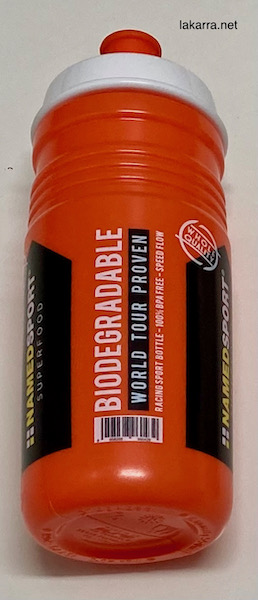 lakarra.net
BIODEGRADABLE
WORLD TOUR PROVEN
RACING SPORT BOTTLE - 100% BPA FREE - SPEED FLOW
NAMEDSPORT
SUPERFOOD
NAMEDSPORT